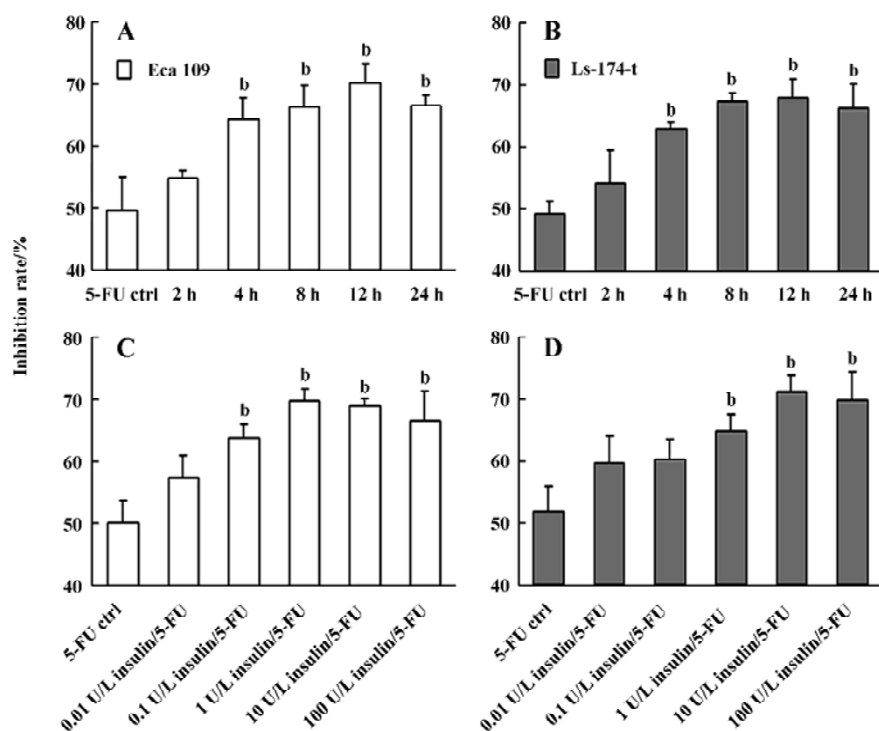 A
Eca 109
b
b
b
b
80
70
60
50
40
5-FU ctrl 2 h 4 h 8 h 12 h 24 h
B
Ls-174-t
b
b
b
b
80
70
60
50
40
5-FU ctrl 2 h 4 h 8 h 12 h 24 h
Inhibition rate/%
C
b
b
b
b
80
70
60
50
40
5-FU ctrl
0.01 U/L insulin/5-FU
0.1 U/L insulin/5-FU
1 U/L insulin/5-FU
10 U/L insulin/5-FU
100 U/L insulin/5-FU
D
b
b
b
80
70
60
50
40
5-FU ctrl
0.01 U/L insulin/5-FU
0.1 U/L insulin/5-FU
1 U/L insulin/5-FU
10 U/L insulin/5-FU
100 U/L insulin/5-FU